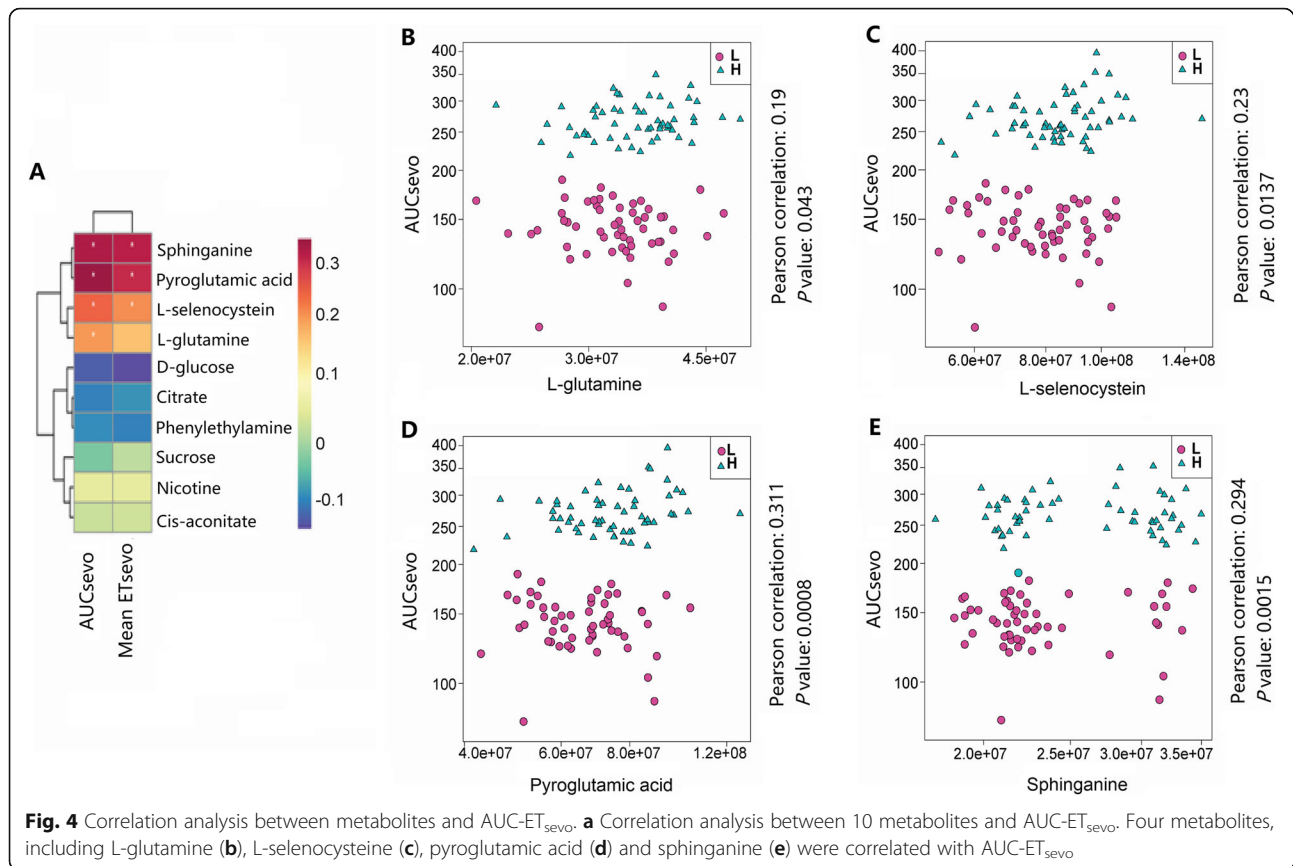 A
Sphinganine
Pyroglutamic acid
L-selenocystein
L-glutamine
D-glucose
Citrate
Phenylethylamine
Sucrose
Nicotine
Cis-aconitate
AUCsevo
Mean ETsevo
0.3
0.2
0.1
0
-0.1
B
L
H
400
350
300
250
200
150
100
AUCsevo
2.0e+07 3.0e+07 4.5e+07
L-glutamine
Pearson correlation: 0.19
P value: 0.043
C
L
H
400
350
300
250
200
150
100
AUCsevo
6.0e+07 8.0e+07 1.0e+08 1.4e+08
L-selenocystein
Pearson correlation: 0.23
P value: 0.0137
D
L
H
400
350
300
250
200
150
100
AUCsevo
4.0e+07 6.0e+07 8.0e+07 1.2e+08
Pyroglutamic acid
Pearson correlation: 0.311
P value: 0.0008
E
L
H
400
350
300
250
200
150
100
AUCsevo
2.0e+07 2.5e+07 3.0e+07 3.5e+07
Sphinganine
Pearson correlation: 0.294
P value: 0.0015
Fig. 4 Correlation analysis between metabolites and AUC-ETsevo. a Correlation analysis between 10 metabolites and AUC-ETsevo. Four metabolites,
including L-glutamine (b), L-selenocysteine (c), pyroglutamic acid (d) and sphinganine (e) were correlated with AUC-ETsevo